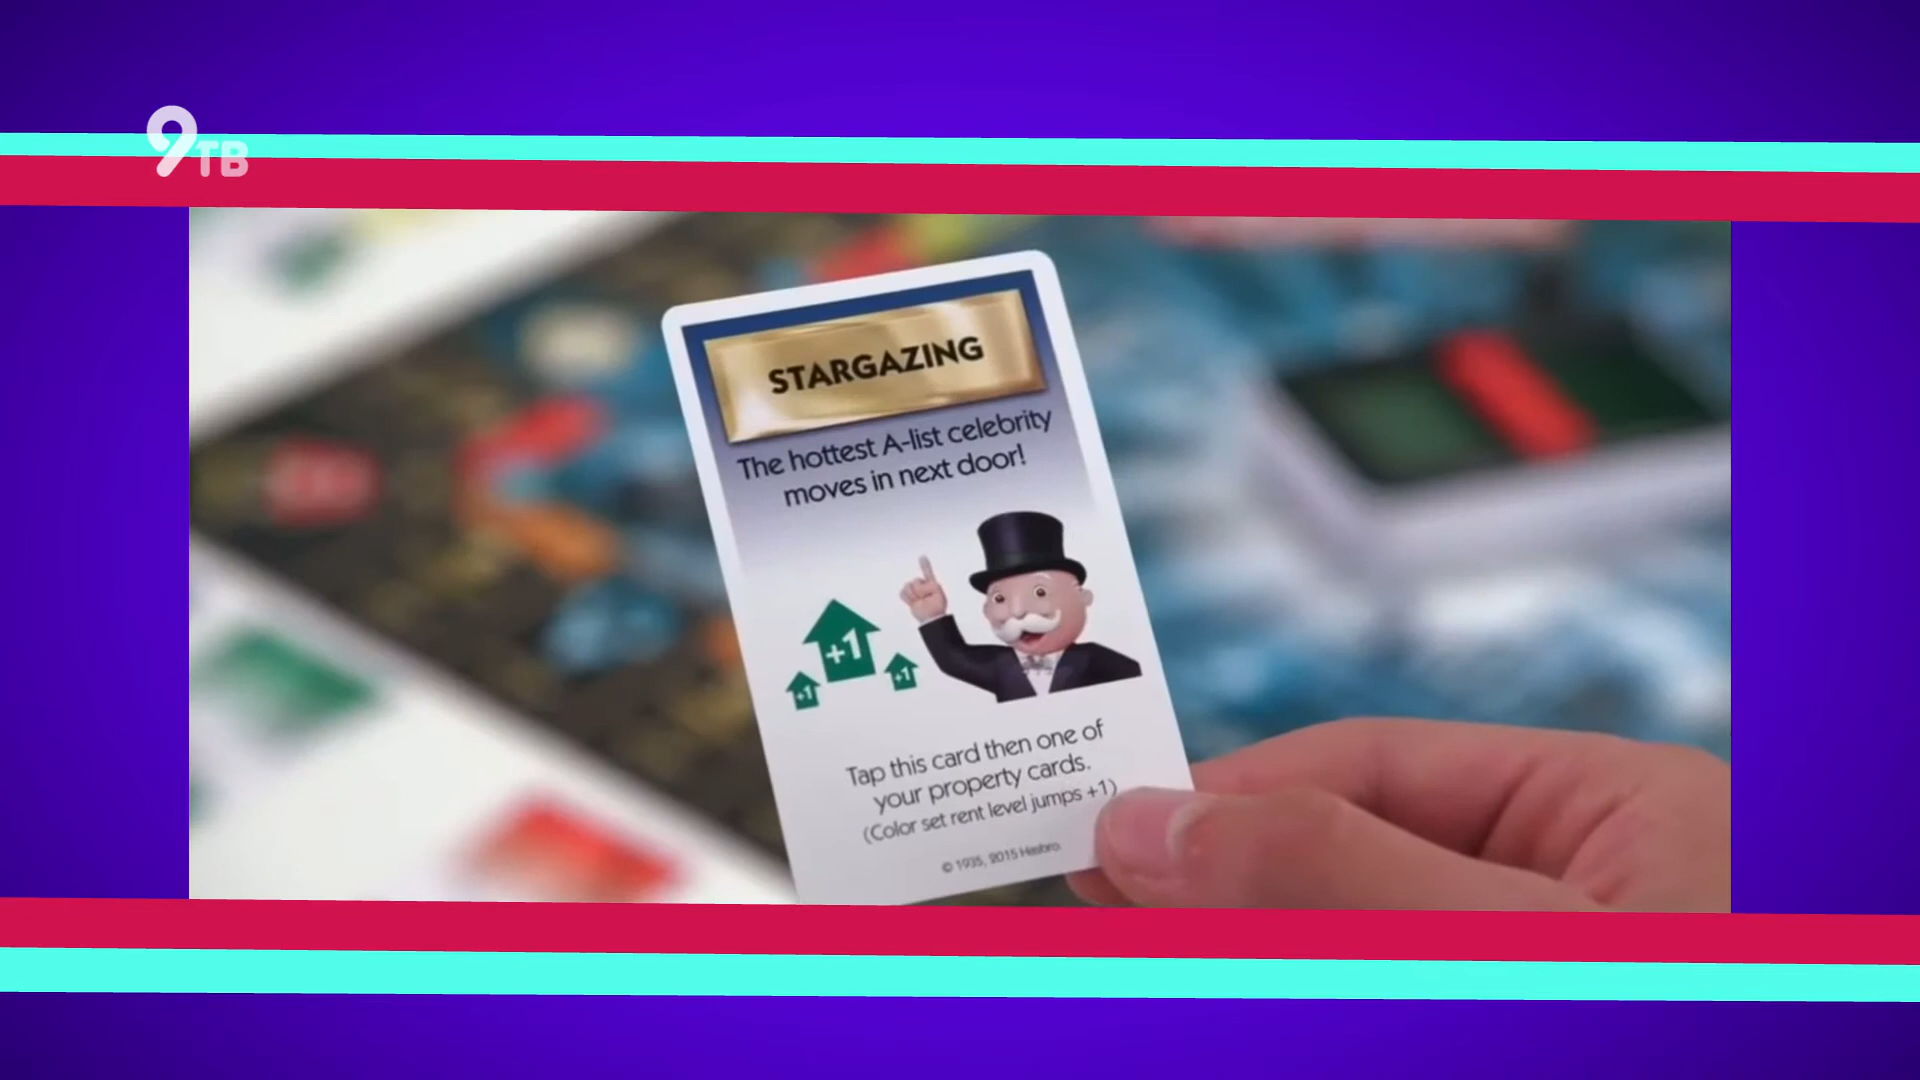 9ТВ
STARGAZING
The hottest A-list celebrity
moves in next door!
+1
+1
+1
Tap this card then one of
your property cards.
(Color set rent level jumps +1)
© 1935, 2015 Hasbro.